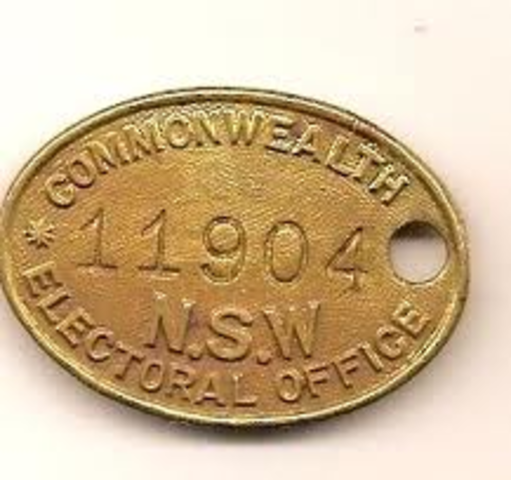 COMMONWEALTH
* 11904
N.S.W
ELECTORAL OFFICE